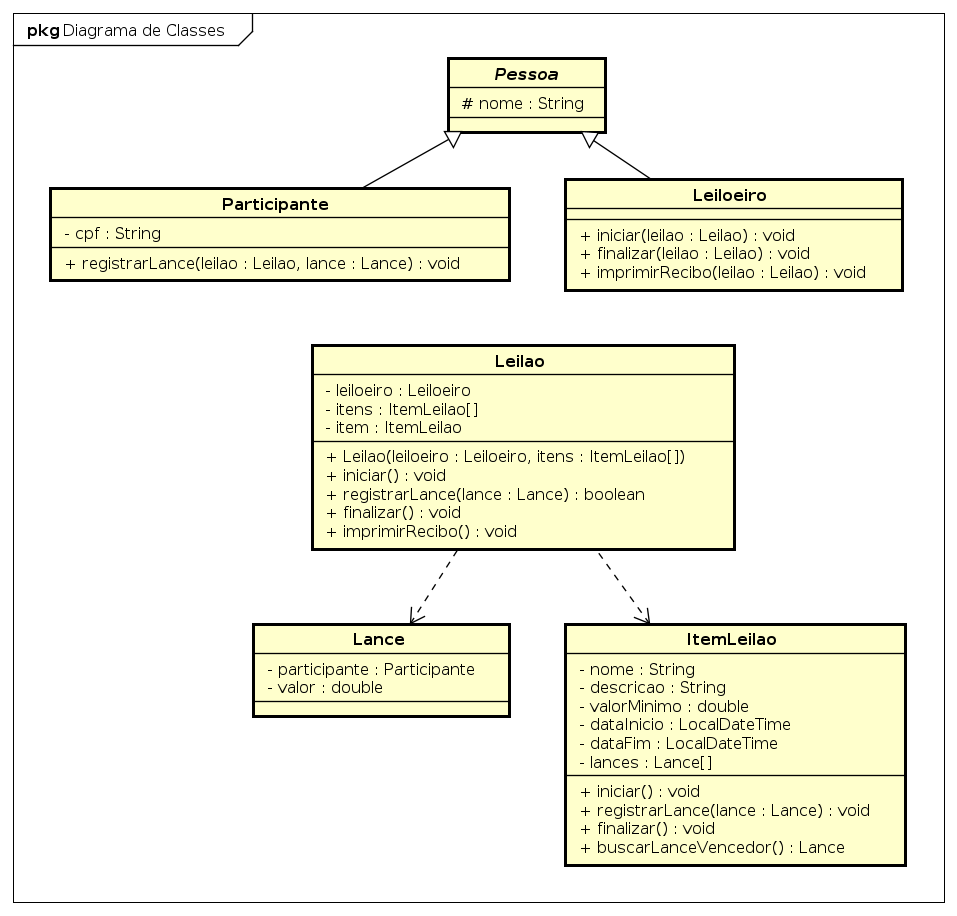 pkg Diagrama de Classes
Pessoa
# nome : String
Participante
- cpf : String
+ registrarLance(leilao : Leilao, lance : Lance) : void
Leiloeiro
+ iniciar(leilao : Leilao) : void
+ finalizar(leilao : Leilao) : void
+ imprimirRecibo(leilao : Leilao) : void
Leilao
- leiloeiro : Leiloeiro
- itens : ItemLeilao[]
- item : ItemLeilao
+ Leilao(leiloeiro : Leiloeiro, itens : ItemLeilao[])
+ iniciar() : void
+ registrarLance(lance : Lance) : boolean
+ finalizar() : void
+ imprimirRecibo() : void
Lance
- participante : Participante
- valor : double
ItemLeilao
- nome : String
- descricao : String
- valorMinimo : double
- dataInicio : LocalDateTime
- dataFim : LocalDateTime
- lances : Lance[]
+ iniciar() : void
+ registrarLance(lance : Lance) : void
+ finalizar() : void
+ buscarLanceVencedor() : Lance